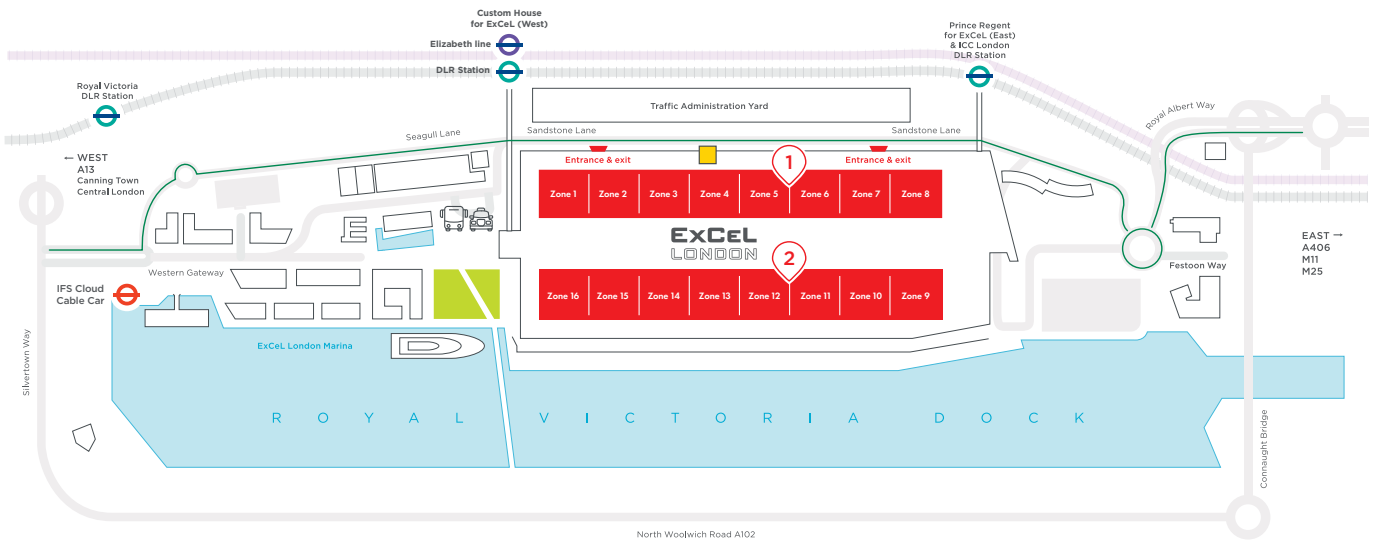 Custom House
for ExCeL (West)
Elizabeth line
DLR Station
Prince Regent
for ExCeL (East)
& ICC London
DLR Station
Royal Victoria
DLR Station
Traffic Administration Yard
Royal Albert Way
Seagull Lane
Sandstone Lane
Sandstone Lane
← WEST
A13
Canning Town
Central London
Entrance & exit
1
Entrance & exit
Zone 1
Zone 2
Zone 3
Zone 4
Zone 5
Zone 6
Zone 7
Zone 8
ExCeL
LONDON
2
EAST →
A406
M11
M25
Western Gateway
Festoon Way
IFS Cloud
Cable Car
Zone 16
Zone 15
Zone 14
Zone 13
Zone 12
Zone 11
Zone 10
Zone 9
ExCeL London Marina
Silvertown Way
ROYAL VICTORIA DOCK
Connaught Bridge
North Woolwich Road A102